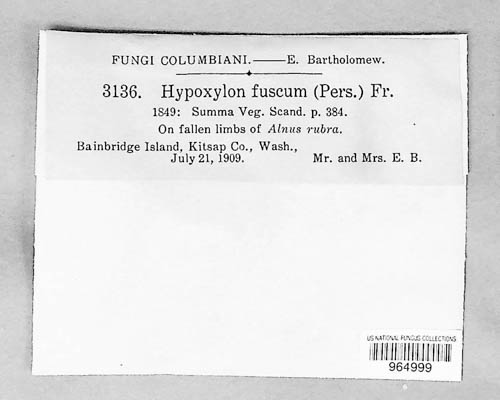 FUNGI COLUMBIANI.——E. Bartholomew.
3136. Hypoxylon fuscum (Pers.) Fr.
1849: Summa Veg. Scand. p. 384.
On fallen limbs of Alnus rubra.
Bainbridge Island, Kitsap Co., Wash.,
July 21, 1909. Mr. and Mrs. E. B.
US NATIONAL FUNGUS COLLECTIONS
964999